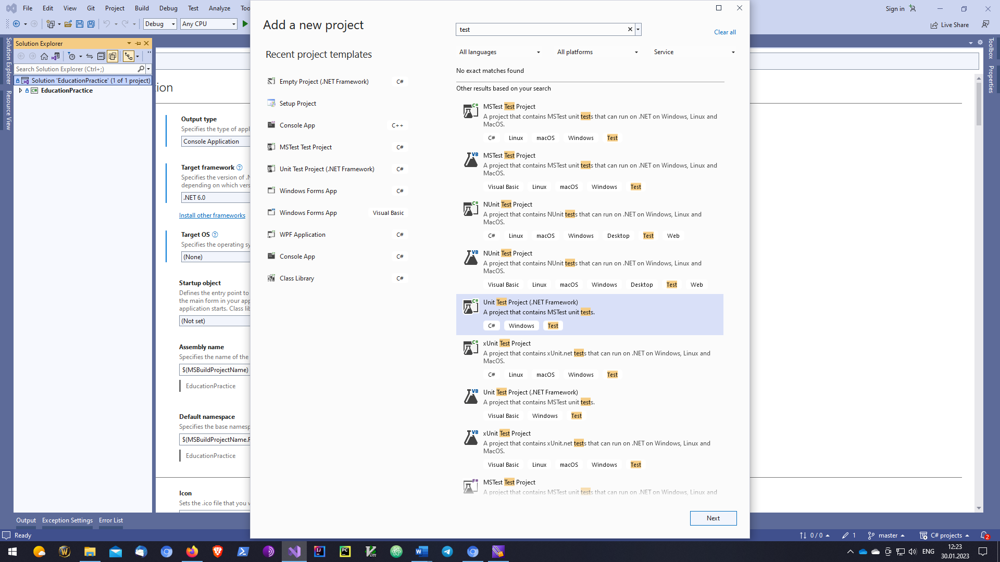 File Edit View Git Project Build Debug Test Analyze Too
Sign in
Debug Any CPU
Live Share
Solution Explorer
Search Solution Explorer (Ctrl+;)
Solution 'EducationPractice' (1 of 1 project)
C# EducationPractice
Solution Explorer
Resource View
Toolbox
Properties
tion
Output type
Specifies the type of appl
Console Application
Target framework
Specifies the version of .N
depending on which vers
.NET 6.0
Install other frameworks
Target OS
Specifies the operating sy
(None)
Startup object
Defines the entry point to
the main form in your app
application starts. Class lib
(Not set)
Assembly name
Specifies the name of the
$(MSBuildProjectName)
EducationPractice
Default namespace
Specifies the base namesp
$(MSBuildProjectName.R
EducationPractice
Icon
Sets the .ico file that you w
Add a new project
Recent project templates
Empty Project (.NET Framework) C#
Setup Project
Console App C++
MSTest Test Project C#
Unit Test Project (.NET Framework) C#
Windows Forms App C#
Windows Forms App Visual Basic
WPF Application C#
Console App C#
Class Library C#
test
Clear all
All languages All platforms Service
No exact matches found
Other results based on your search
C# MSTest Test Project
A project that contains MSTest unit tests that can run on .NET on Windows, Linux and
MacOS.
C# Linux macOS Windows Test
VB MSTest Test Project
A project that contains MSTest unit tests that can run on .NET on Windows, Linux and
MacOS.
Visual Basic Linux macOS Windows Test
C# NUnit Test Project
A project that contains NUnit tests that can run on .NET on Windows, Linux and
MacOS.
C# Linux macOS Windows Desktop Test Web
VB NUnit Test Project
A project that contains NUnit tests that can run on .NET on Windows, Linux and
MacOS.
Visual Basic Linux macOS Windows Desktop Test Web
C# Unit Test Project (.NET Framework)
A project that contains MSTest unit tests.
C# Windows Test
C# xUnit Test Project
A project that contains xUnit.net tests that can run on .NET on Windows, Linux and
MacOS.
C# Linux macOS Windows Test
VB Unit Test Project (.NET Framework)
A project that contains MSTest unit tests.
Visual Basic Windows Test
VB xUnit Test Project
A project that contains xUnit.net tests that can run on .NET on Windows, Linux and
MacOS.
Visual Basic Linux macOS Windows Test
F# MSTest Test Project
A project that contains MSTest unit tests that can run on .NET on Windows, Linux and
Next
Output Exception Settings Error List
Ready
0 / 0 1 master C# projects 2
ENG
12:23
30.01.2023